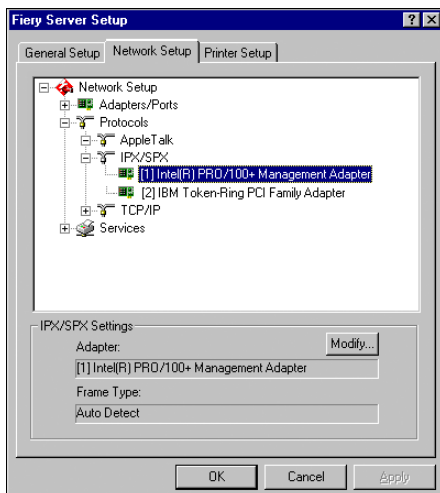 Fiery Server Setup
General Setup
Network Setup
Printer Setup
Network Setup
Adapters/Ports
Protocols
AppleTalk
IPX/SPX
[1] Intel(R) PRO/100+ Management Adapter
[2] IBM Token-Ring PCI Family Adapter
TCP/IP
Services
IPX/SPX Settings
Adapter:
Modify...
[1] Intel(R) PRO/100+ Management Adapter
Frame Type:
Auto Detect
OK
Cancel
Apply